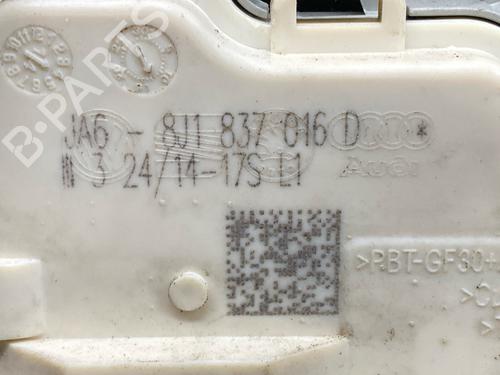 JA6 - 8J1 837 016 D *
W 3 24/14-17S L1
Audi
>PBT-GF30+
B-PARTS